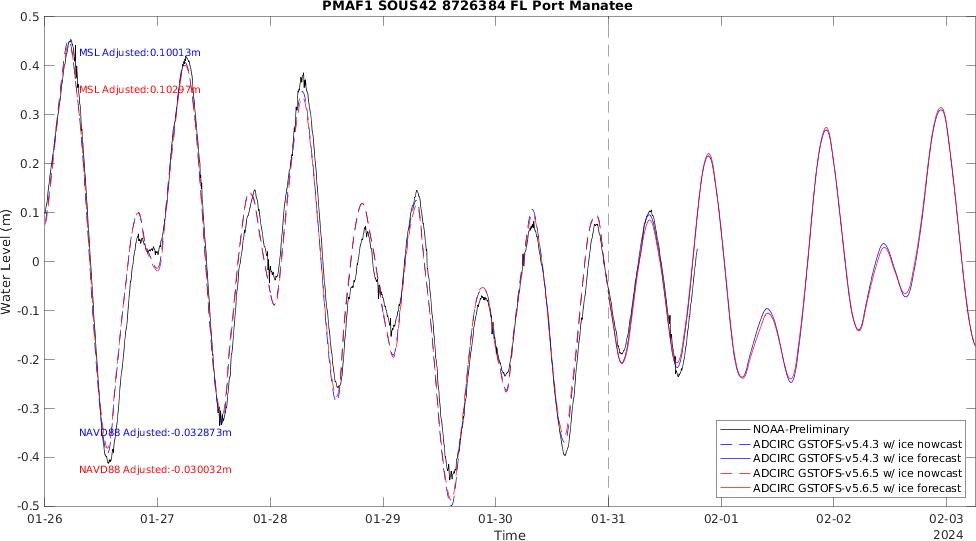 PMAF1 SOUS42 8726384 FL Port Manatee
0.5
0.4
0.3
0.2
0.1
0
-0.1
-0.2
-0.3
-0.4
-0.5
Water Level (m)
MSL Adjusted:0.10013m
MSL Adjusted:0.10297m
NAVD88 Adjusted:-0.032873m
NAVD88 Adjusted:-0.030032m
NOAA-Preliminary
ADCIRC GSTOFS-v5.4.3 w/ ice nowcast
ADCIRC GSTOFS-v5.4.3 w/ ice forecast
ADCIRC GSTOFS-v5.6.5 w/ ice nowcast
ADCIRC GSTOFS-v5.6.5 w/ ice forecast
01-26 01-27 01-28 01-29 01-30 01-31 02-01 02-02 02-03
Time
2024